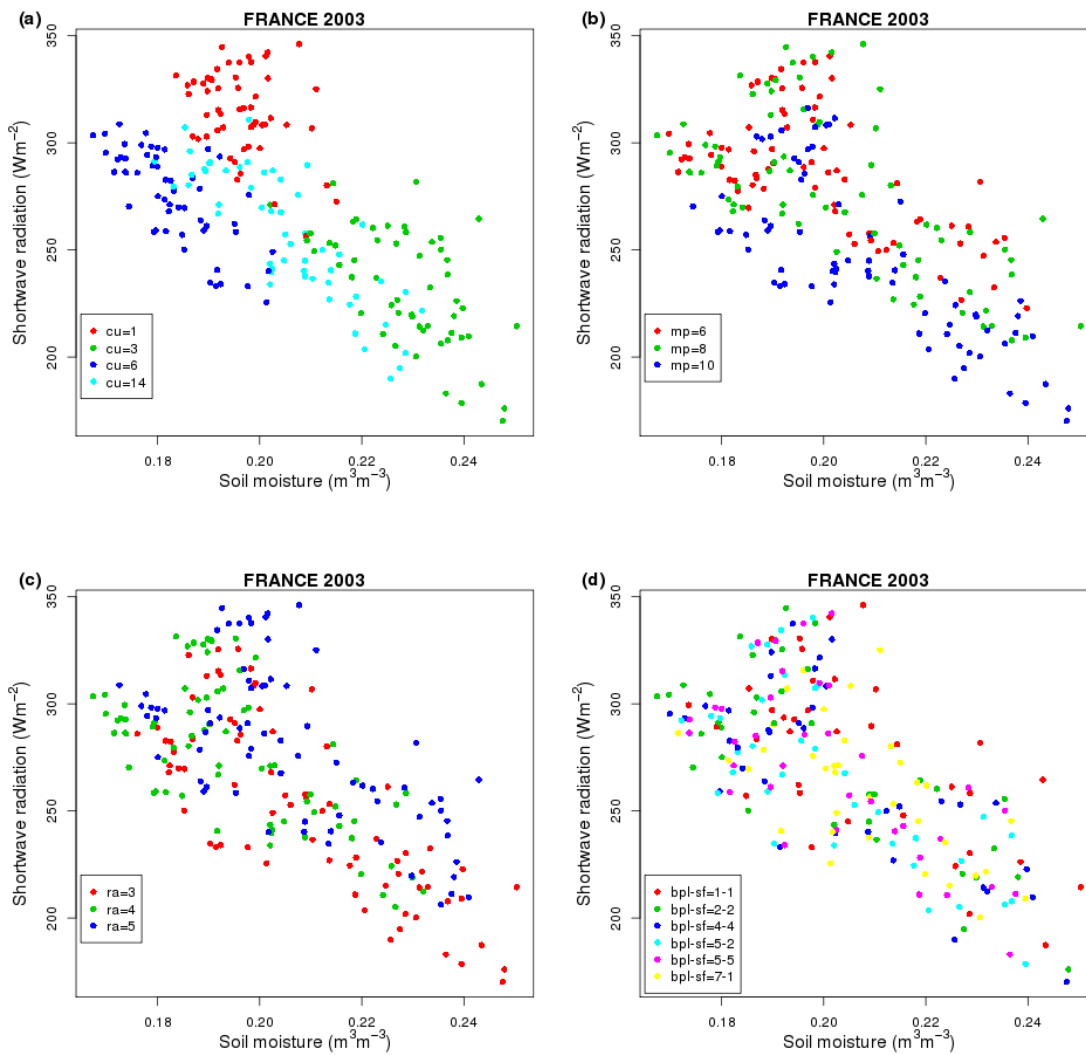 (a) FRANCE 2003
Shortwave radiation (Wm⁻²)
350
300
250
200
cu=1
cu=3
cu=6
cu=14
0.18 0.20 0.22 0.24
Soil moisture (m³m⁻³)
(b) FRANCE 2003
Shortwave radiation (Wm⁻²)
350
300
250
200
mp=6
mp=8
mp=10
0.18 0.20 0.22 0.24
Soil moisture (m³m⁻³)
(c) FRANCE 2003
Shortwave radiation (Wm⁻²)
350
300
250
200
ra=3
ra=4
ra=5
0.18 0.20 0.22 0.24
Soil moisture (m³m⁻³)
(d) FRANCE 2003
Shortwave radiation (Wm⁻²)
350
300
250
200
bpl-sf=1-1
bpl-sf=2-2
bpl-sf=4-4
bpl-sf=5-2
bpl-sf=5-5
bpl-sf=7-1
0.18 0.20 0.22 0.24
Soil moisture (m³m⁻³)